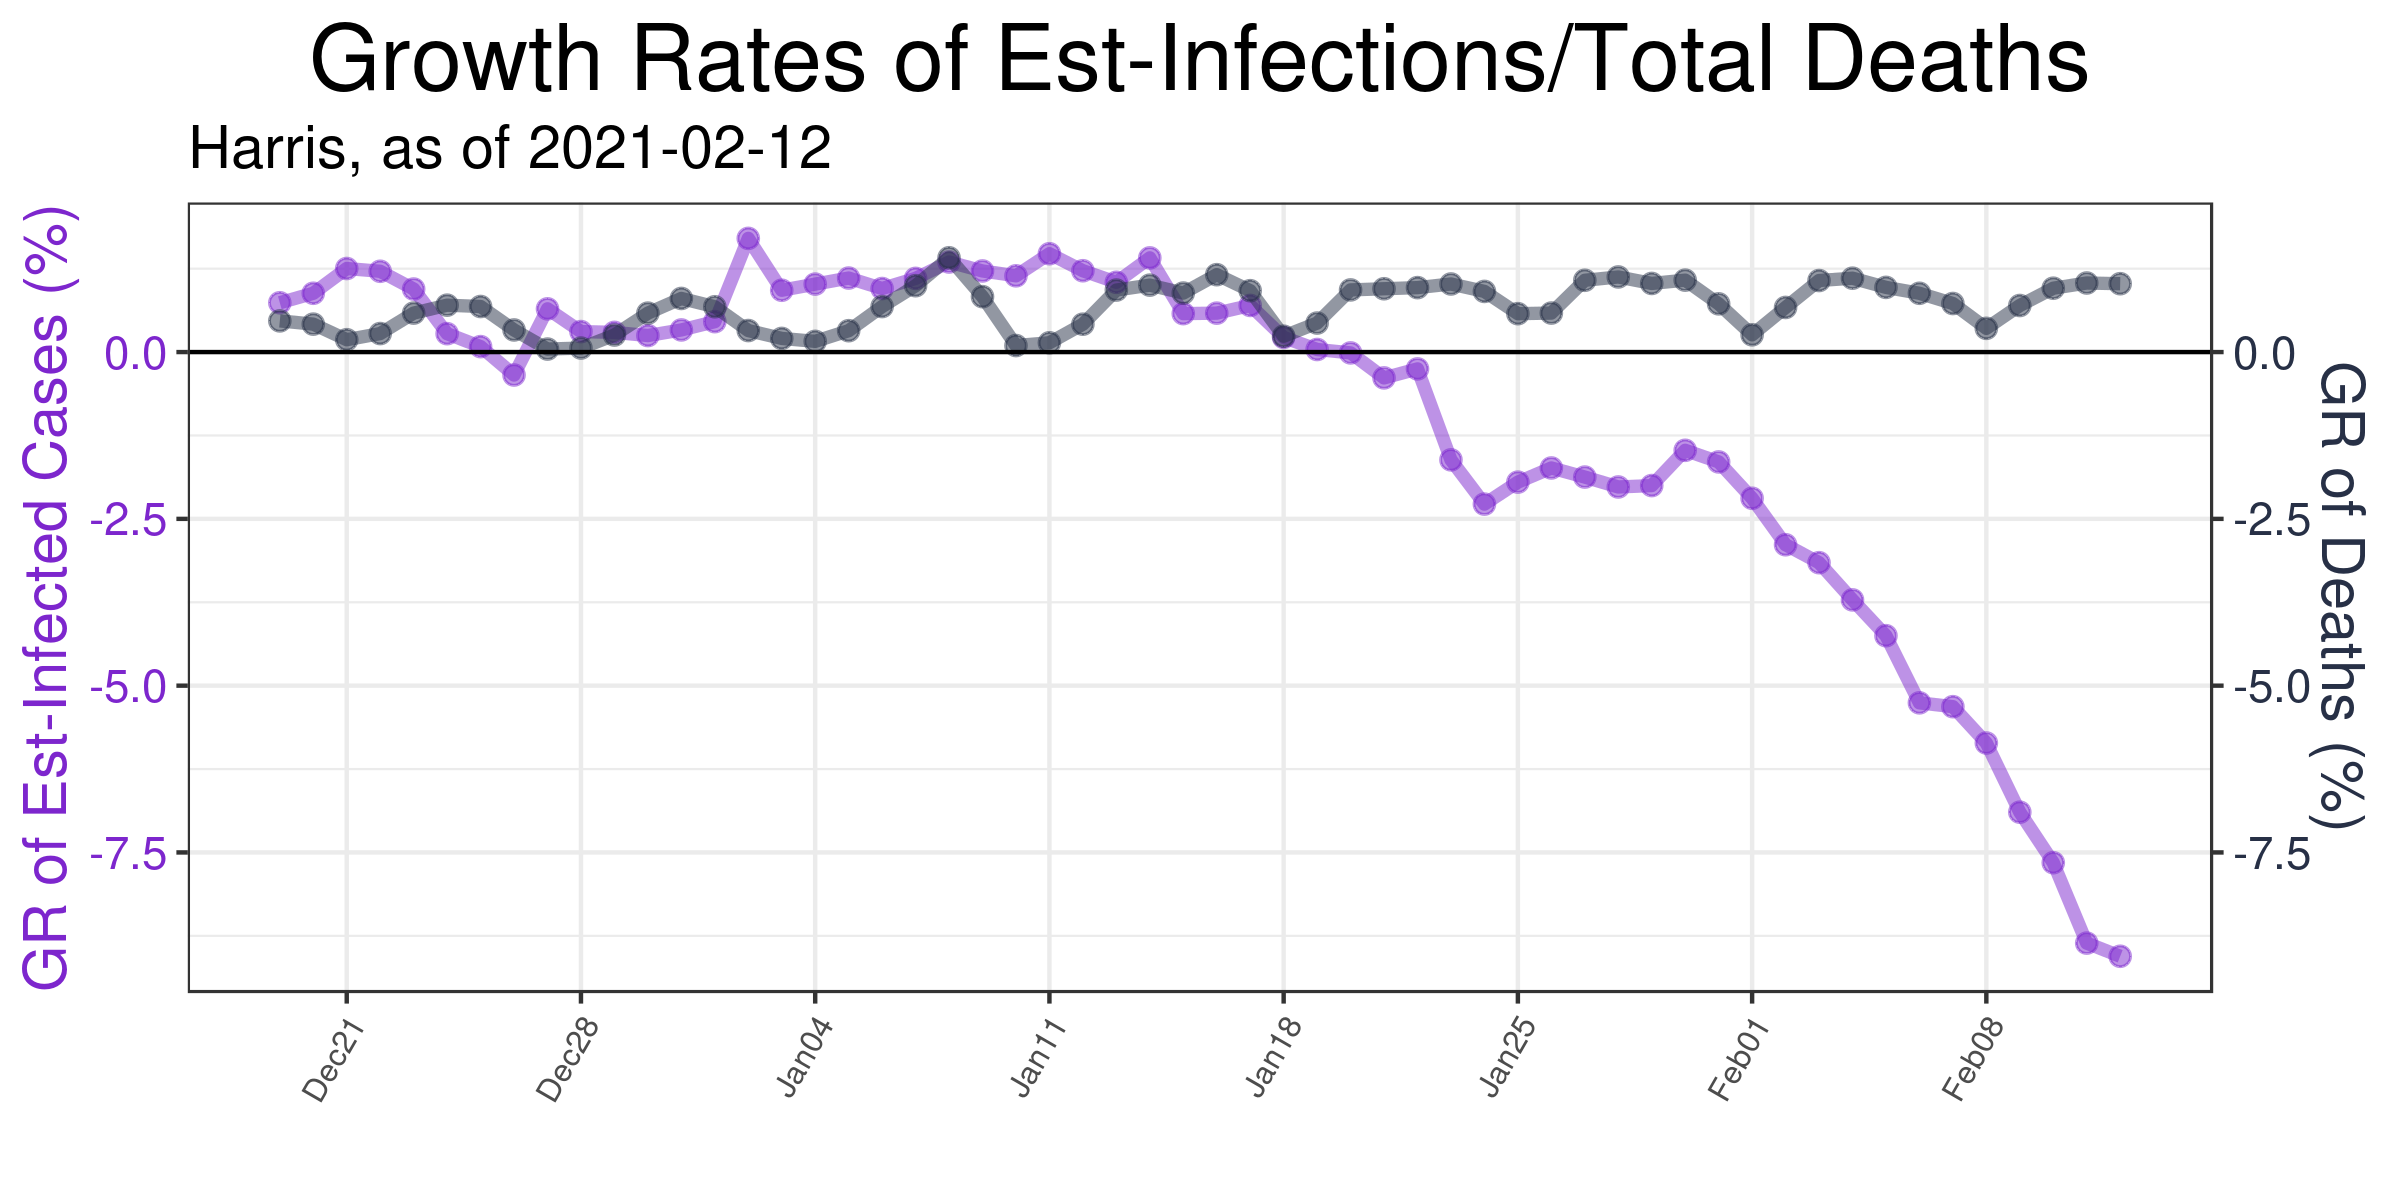 Growth Rates of Est-Infections/Total Deaths
Harris, as of 2021-02-12
GR of Est-Infected Cases (%)
0.0
-2.5
-5.0
-7.5
0.0
-2.5
-5.0
-7.5
GR of Deaths (%)
Dec21
Dec28
Jan04
Jan11
Jan18
Jan25
Feb01
Feb08